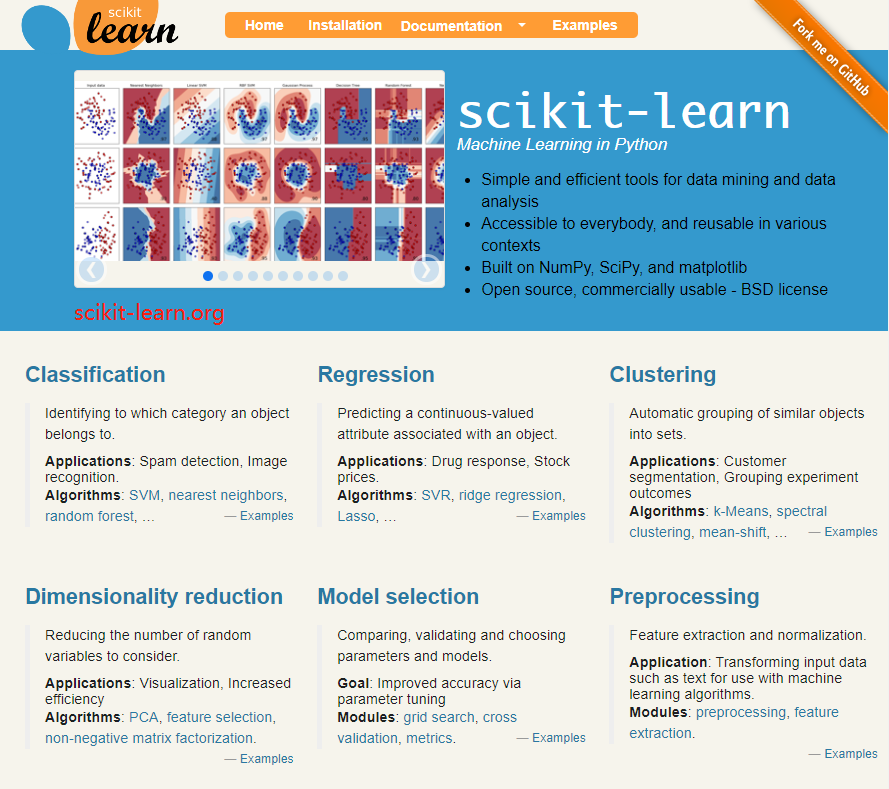 scikit
learn
Home Installation Documentation Examples
Fork me on GitHub
Input data Nearest Neighbors Linear SVM RBF SVM Gaussian Process Decision Tree Random Forest
scikit-learn
Machine Learning in Python
• Simple and efficient tools for data mining and data
analysis
• Accessible to everybody, and reusable in various
contexts
• Built on NumPy, SciPy, and matplotlib
• Open source, commercially usable - BSD license
scikit-learn.org
Classification
Identifying to which category an object
belongs to.
Applications: Spam detection, Image
recognition.
Algorithms: SVM, nearest neighbors,
random forest, … — Examples
Regression
Predicting a continuous-valued
attribute associated with an object.
Applications: Drug response, Stock
prices.
Algorithms: SVR, ridge regression,
Lasso, … — Examples
Clustering
Automatic grouping of similar objects
into sets.
Applications: Customer
segmentation, Grouping experiment
outcomes
Algorithms: k-Means, spectral
clustering, mean-shift, … — Examples
Dimensionality reduction
Reducing the number of random
variables to consider.
Applications: Visualization, Increased
efficiency
Algorithms: PCA, feature selection,
non-negative matrix factorization.
— Examples
Model selection
Comparing, validating and choosing
parameters and models.
Goal: Improved accuracy via
parameter tuning
Modules: grid search, cross
validation, metrics. — Examples
Preprocessing
Feature extraction and normalization.
Application: Transforming input data
such as text for use with machine
learning algorithms.
Modules: preprocessing, feature
extraction.
— Examples